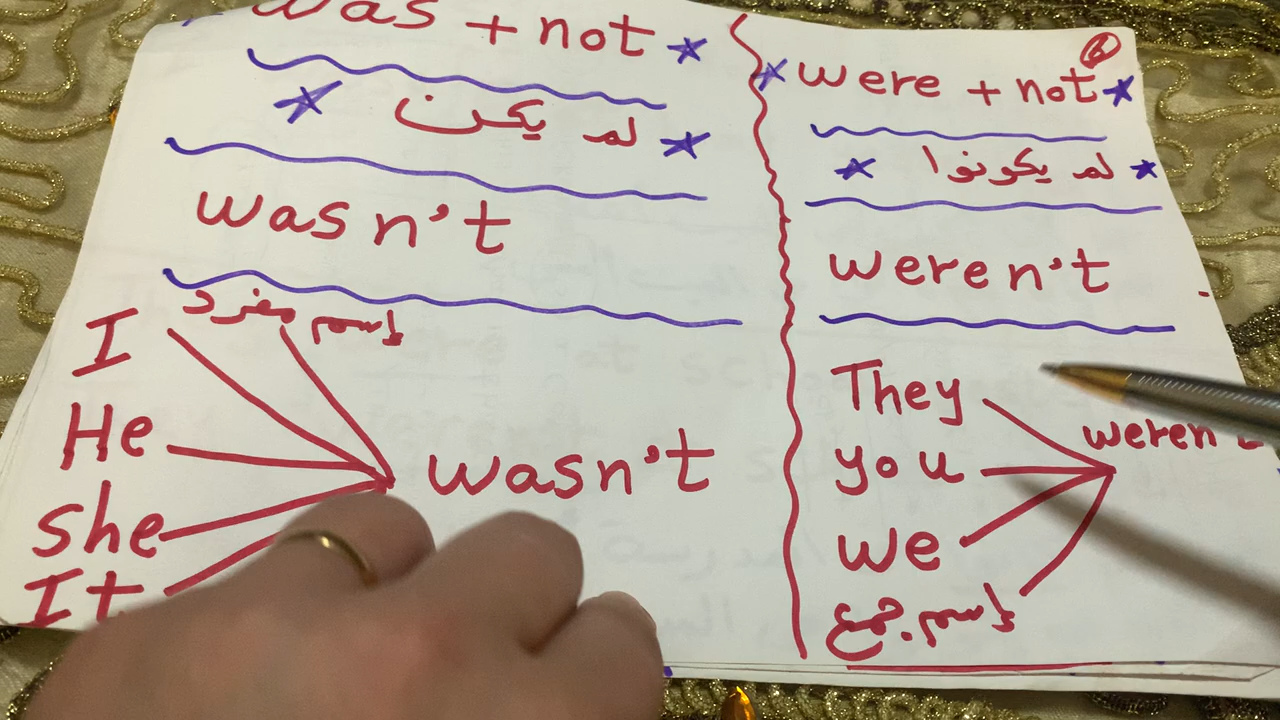 was + not
لم يكن
wasn't
اسم مفرد
I
He
she
It
wasn't
were + not
لم يكونوا
weren't
They
you
we
اسم جمع
weren't